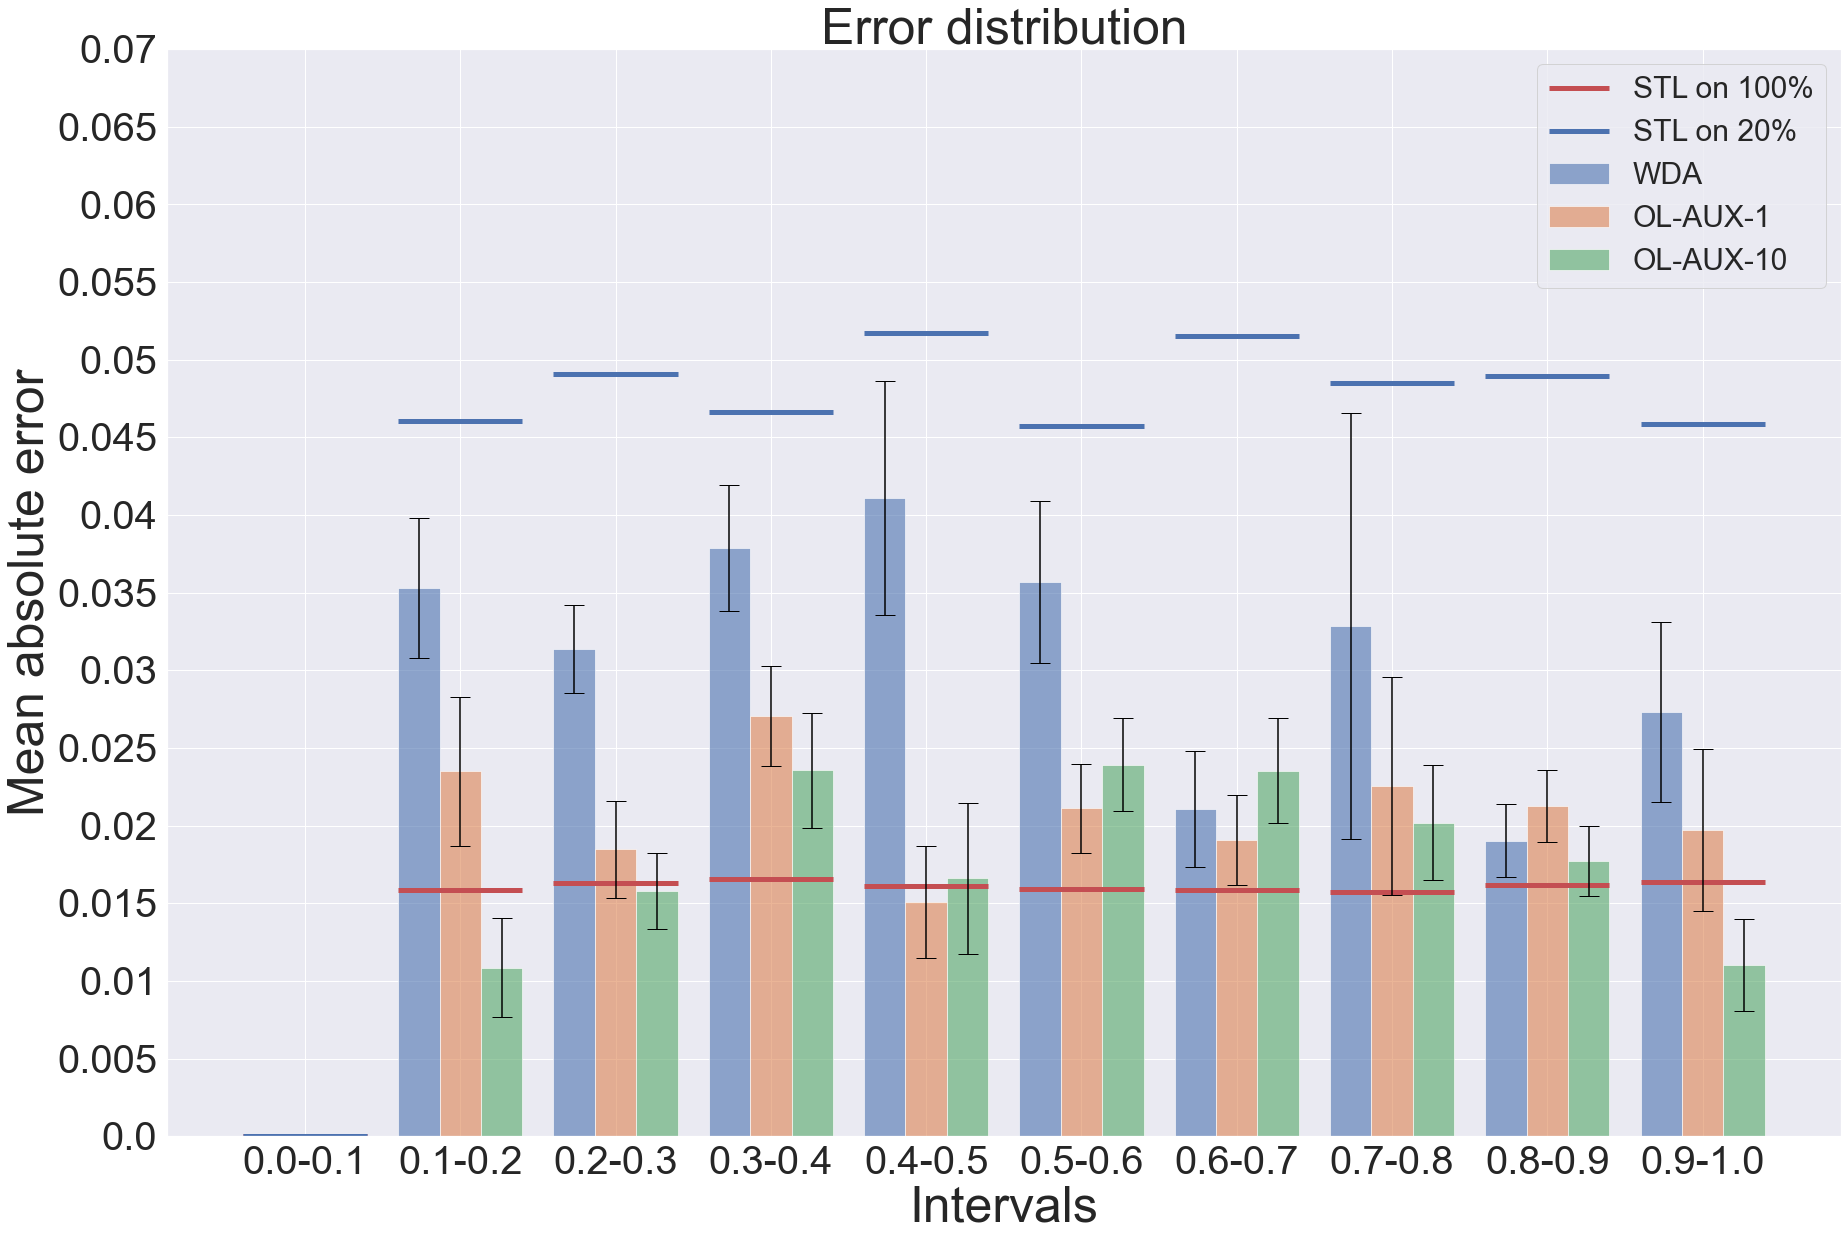 Error distribution
0.07
0.065
0.06
0.055
0.05
0.045
0.04
0.035
0.03
0.025
0.02
0.015
0.01
0.005
0.0
Mean absolute error
STL on 100%
STL on 20%
WDA
OL-AUX-1
OL-AUX-10
0.0-0.1 0.1-0.2 0.2-0.3 0.3-0.4 0.4-0.5 0.5-0.6 0.6-0.7 0.7-0.8 0.8-0.9 0.9-1.0
Intervals